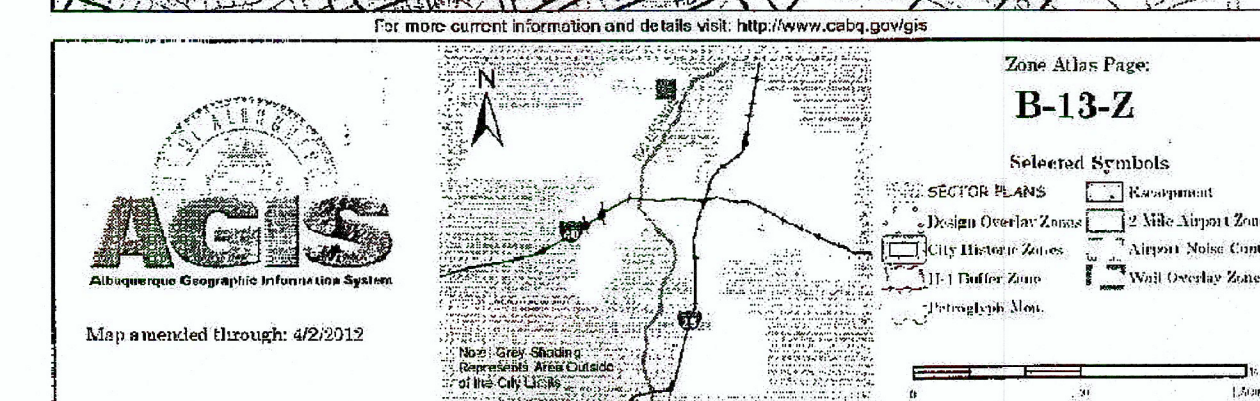 For more current information and details visit: http://www.cabq.gov/gis
N
AGIS
Albuquerque Geographic Information System
Map amended through: 4/2/2012
40
25
Note: Grey Shading
Represents Area Outside
of the City Limits
Zone Atlas Page:
B-13-Z
Selected Symbols
SECTOR PLANS
Escarpment
Design Overlay Zones
2 Mile Airport Zon
City Historic Zones
Airport Noise Cont
H-1 Buffer Zone
Wall Overlay Zone
Petroglyph Mon.
0